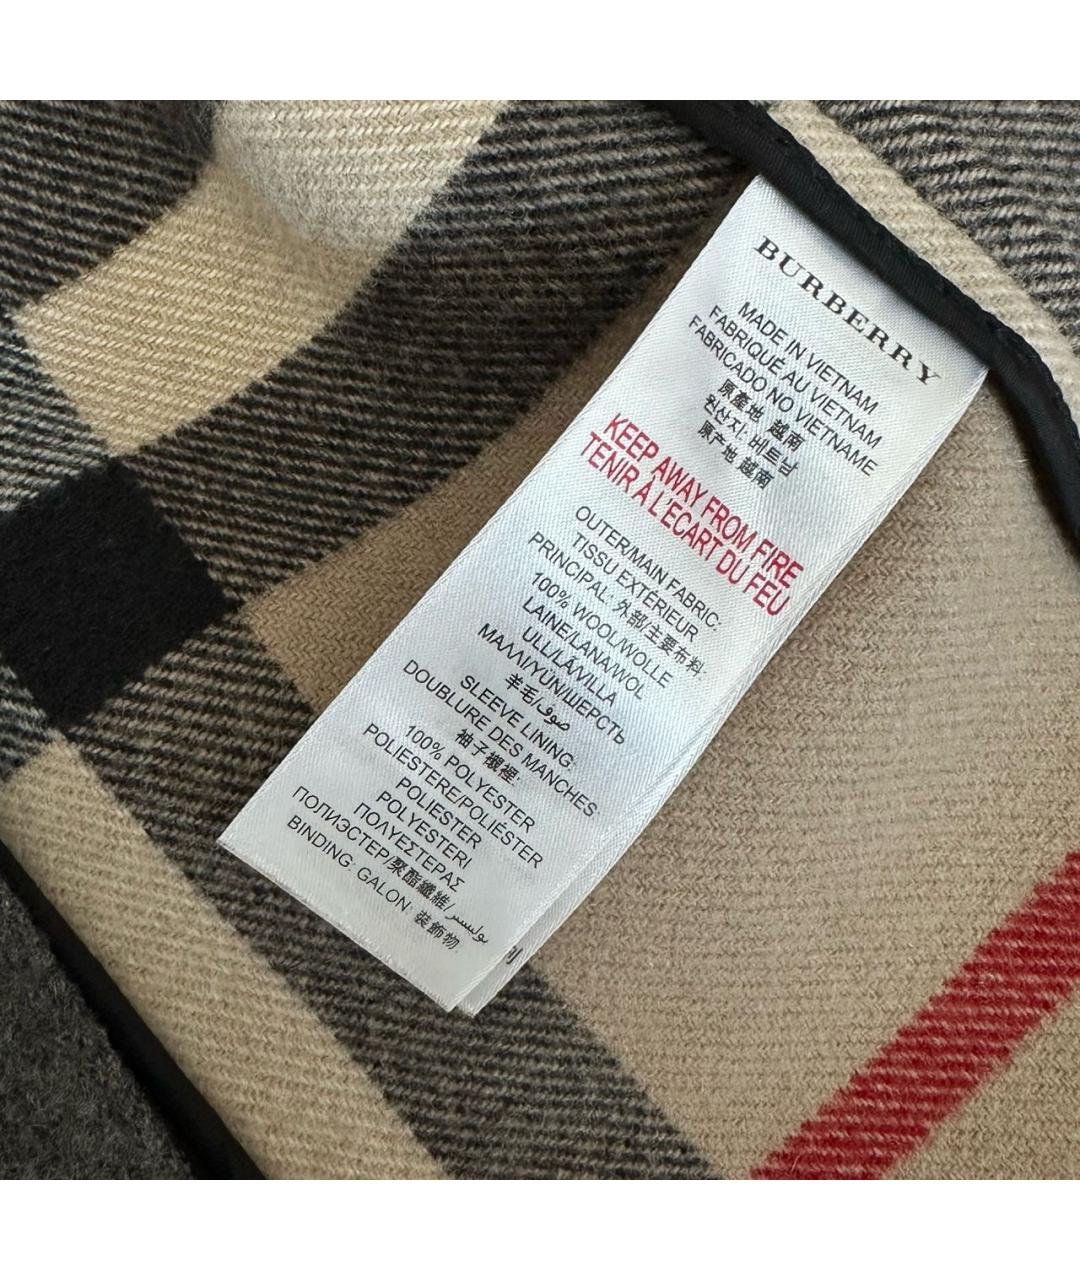 BURBERRY
MADE IN VIETNAM
FABRIQUÉ AU VIETNAM
FABRICADO NO VIETNAME
原產地 越南
원산지: 베트남
原产地 越南
KEEP AWAY FROM FIRE
TENIR À L'ÉCART DU FEU
OUTER/MAIN FABRIC:
TISSU EXTÉRIEUR
PRINCIPAL: 外部/主要布料:
100% WOOL/WOLLE
LAINE/LANA/WOL
ULL/LÃ/VILLA
ΜΑΛΛΙ/YÜN/ШЕРСТЬ
羊毛/صوف
SLEEVE LINING:
DOUBLURE DES MANCHES
袖子襯裡:
100% POLYESTER
POLIESTERE/POLIÉSTER
POLIESTER
POLYESTERI
ΠΟΛΥΕΣΤΕΡΑΣ
ПОЛИЭСТЕР/聚酯纖維/بوليستر
BINDING: GALON: 装飾物: